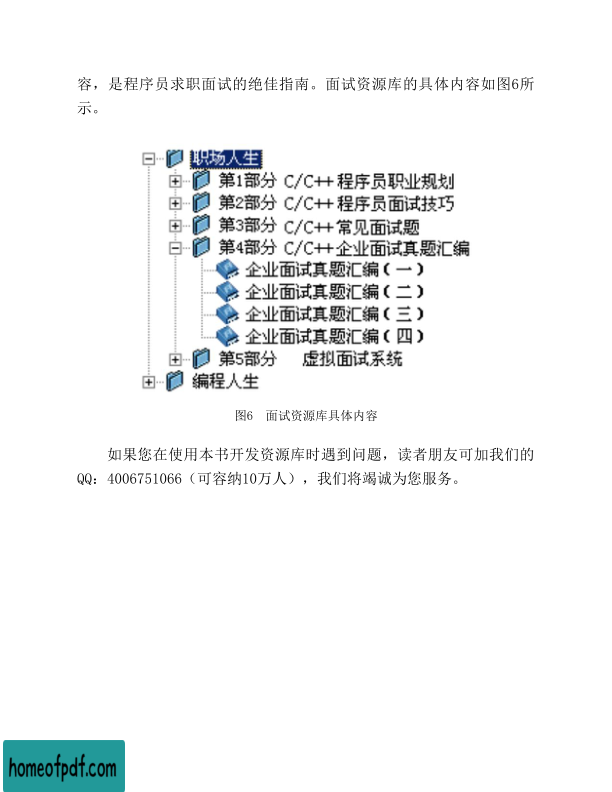 容，是程序员求职面试的绝佳指南。面试资源库的具体内容如图6所
示。
职场人生
第1部分 C/C++程序员职业规划
第2部分 C/C++程序员面试技巧
第3部分 C/C++常见面试题
第4部分 C/C++企业面试真题汇编
企业面试真题汇编（一）
企业面试真题汇编（二）
企业面试真题汇编（三）
企业面试真题汇编（四）
第5部分 虚拟面试系统
编程人生
图6 面试资源库具体内容
如果您在使用本书开发资源库时遇到问题，读者朋友可加我们的
QQ：4006751066（可容纳10万人），我们将竭诚为您服务。
homeofpdf.com